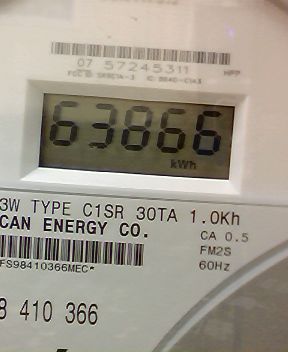 07 57245311 HPP
63866
kWh
3W TYPE C1SR 30TA 1.0Kh
CAN ENERGY CO. CA 0.5
FM2S
FS98410366MEC* 60Hz
8 410 366